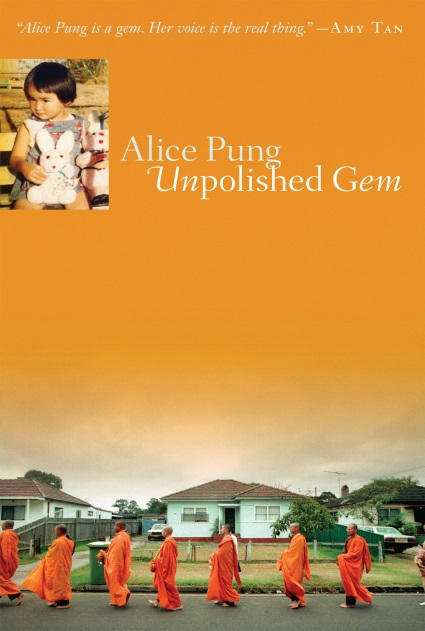 “Alice Pung is a gem. Her voice is the real thing.” —AMY TAN
Alice Pung
Unpolished Gem